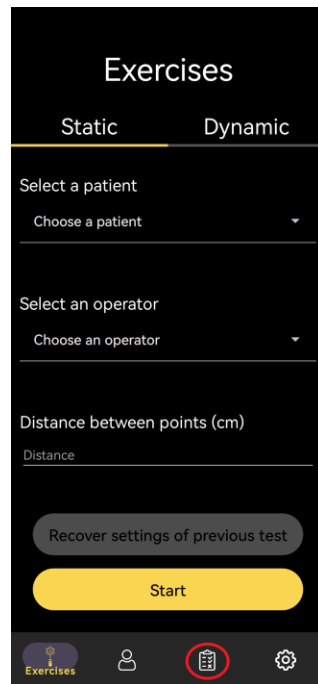 Exercises
Static Dynamic
Select a patient
Choose a patient
Select an operator
Choose an operator
Distance between points (cm)
Distance
Recover settings of previous test
Start
Exercises